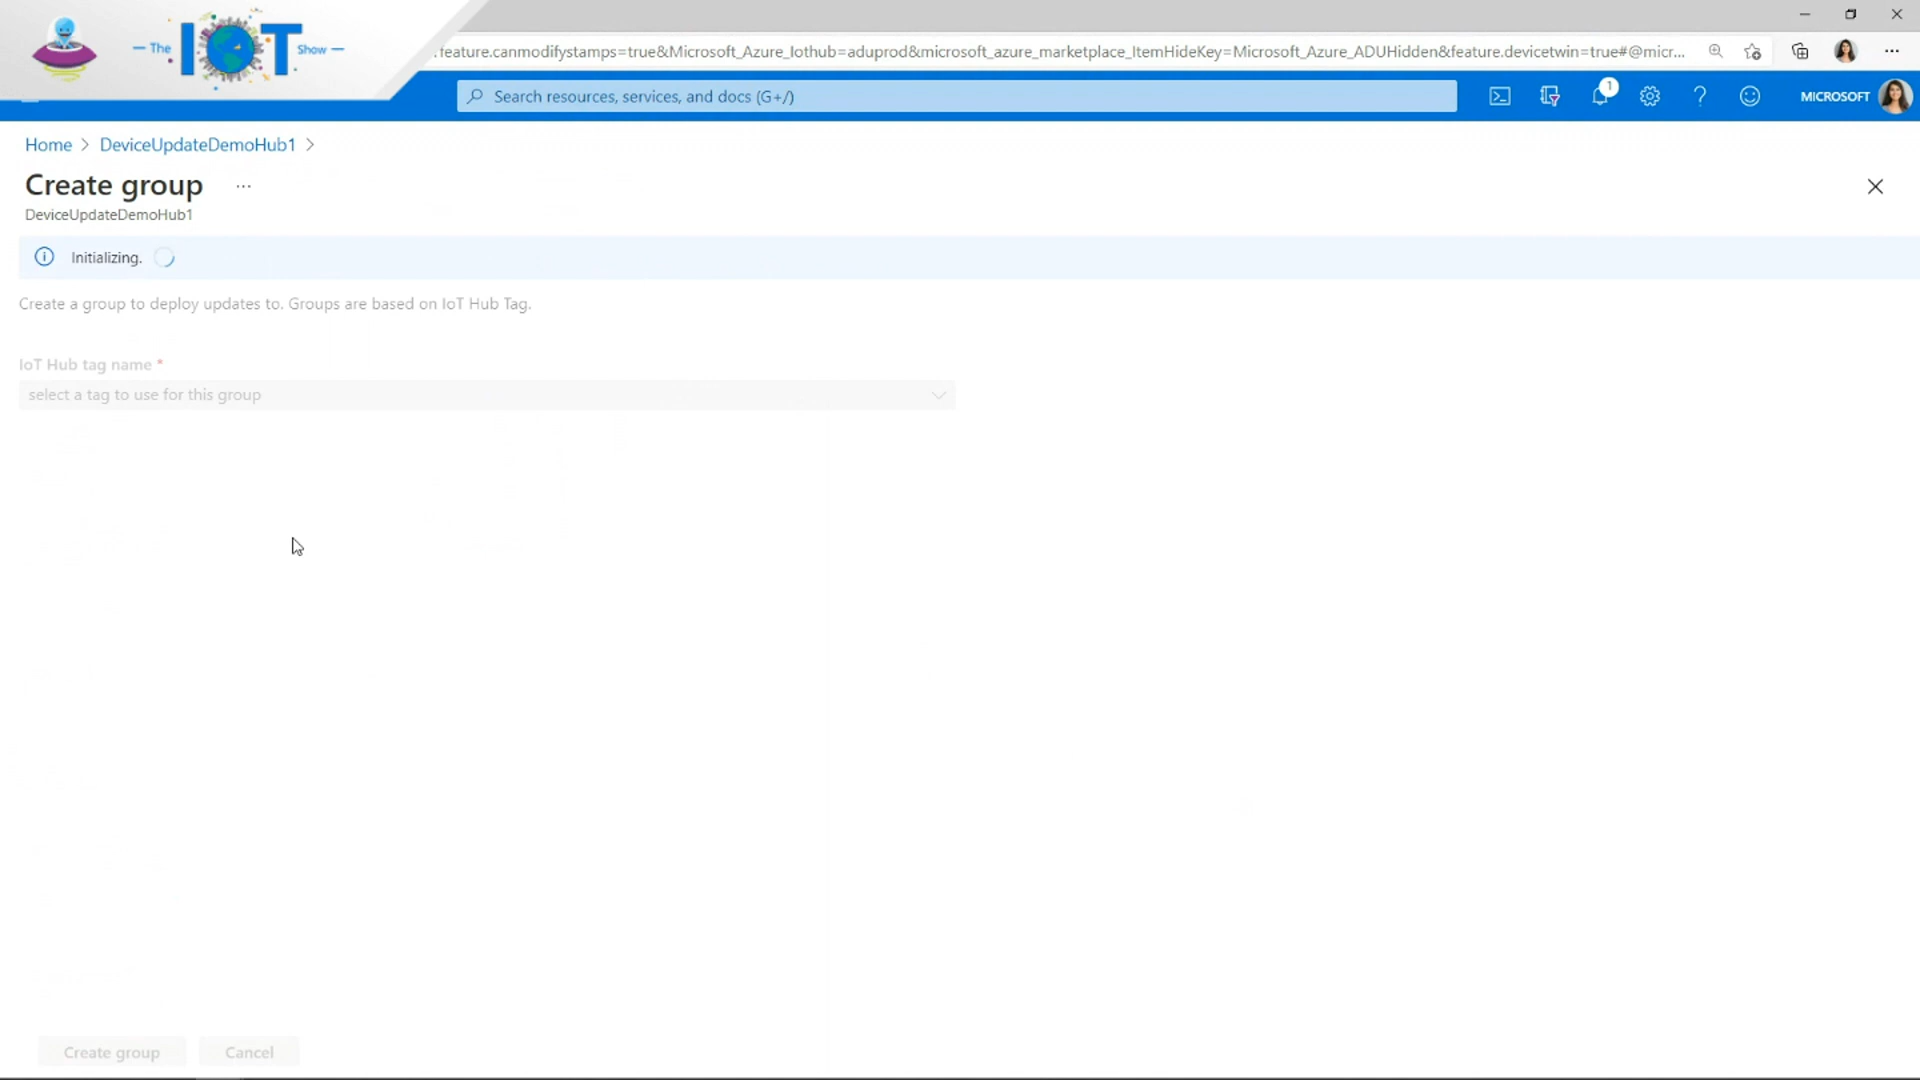 The IOT Show
.feature.canmodifystamps=true&Microsoft_Azure_Iothub=aduprod&microsoft_azure_marketplace_ItemHideKey=Microsoft_Azure_ADUHidden&feature.devicetwin=true#@micr...
Search resources, services, and docs (G+/)
1
MICROSOFT
Home > DeviceUpdateDemoHub1 >
Create group ...
DeviceUpdateDemoHub1
Initializing.
Create a group to deploy updates to. Groups are based on IoT Hub Tag.
IoT Hub tag name *
select a tag to use for this group
Create group
Cancel